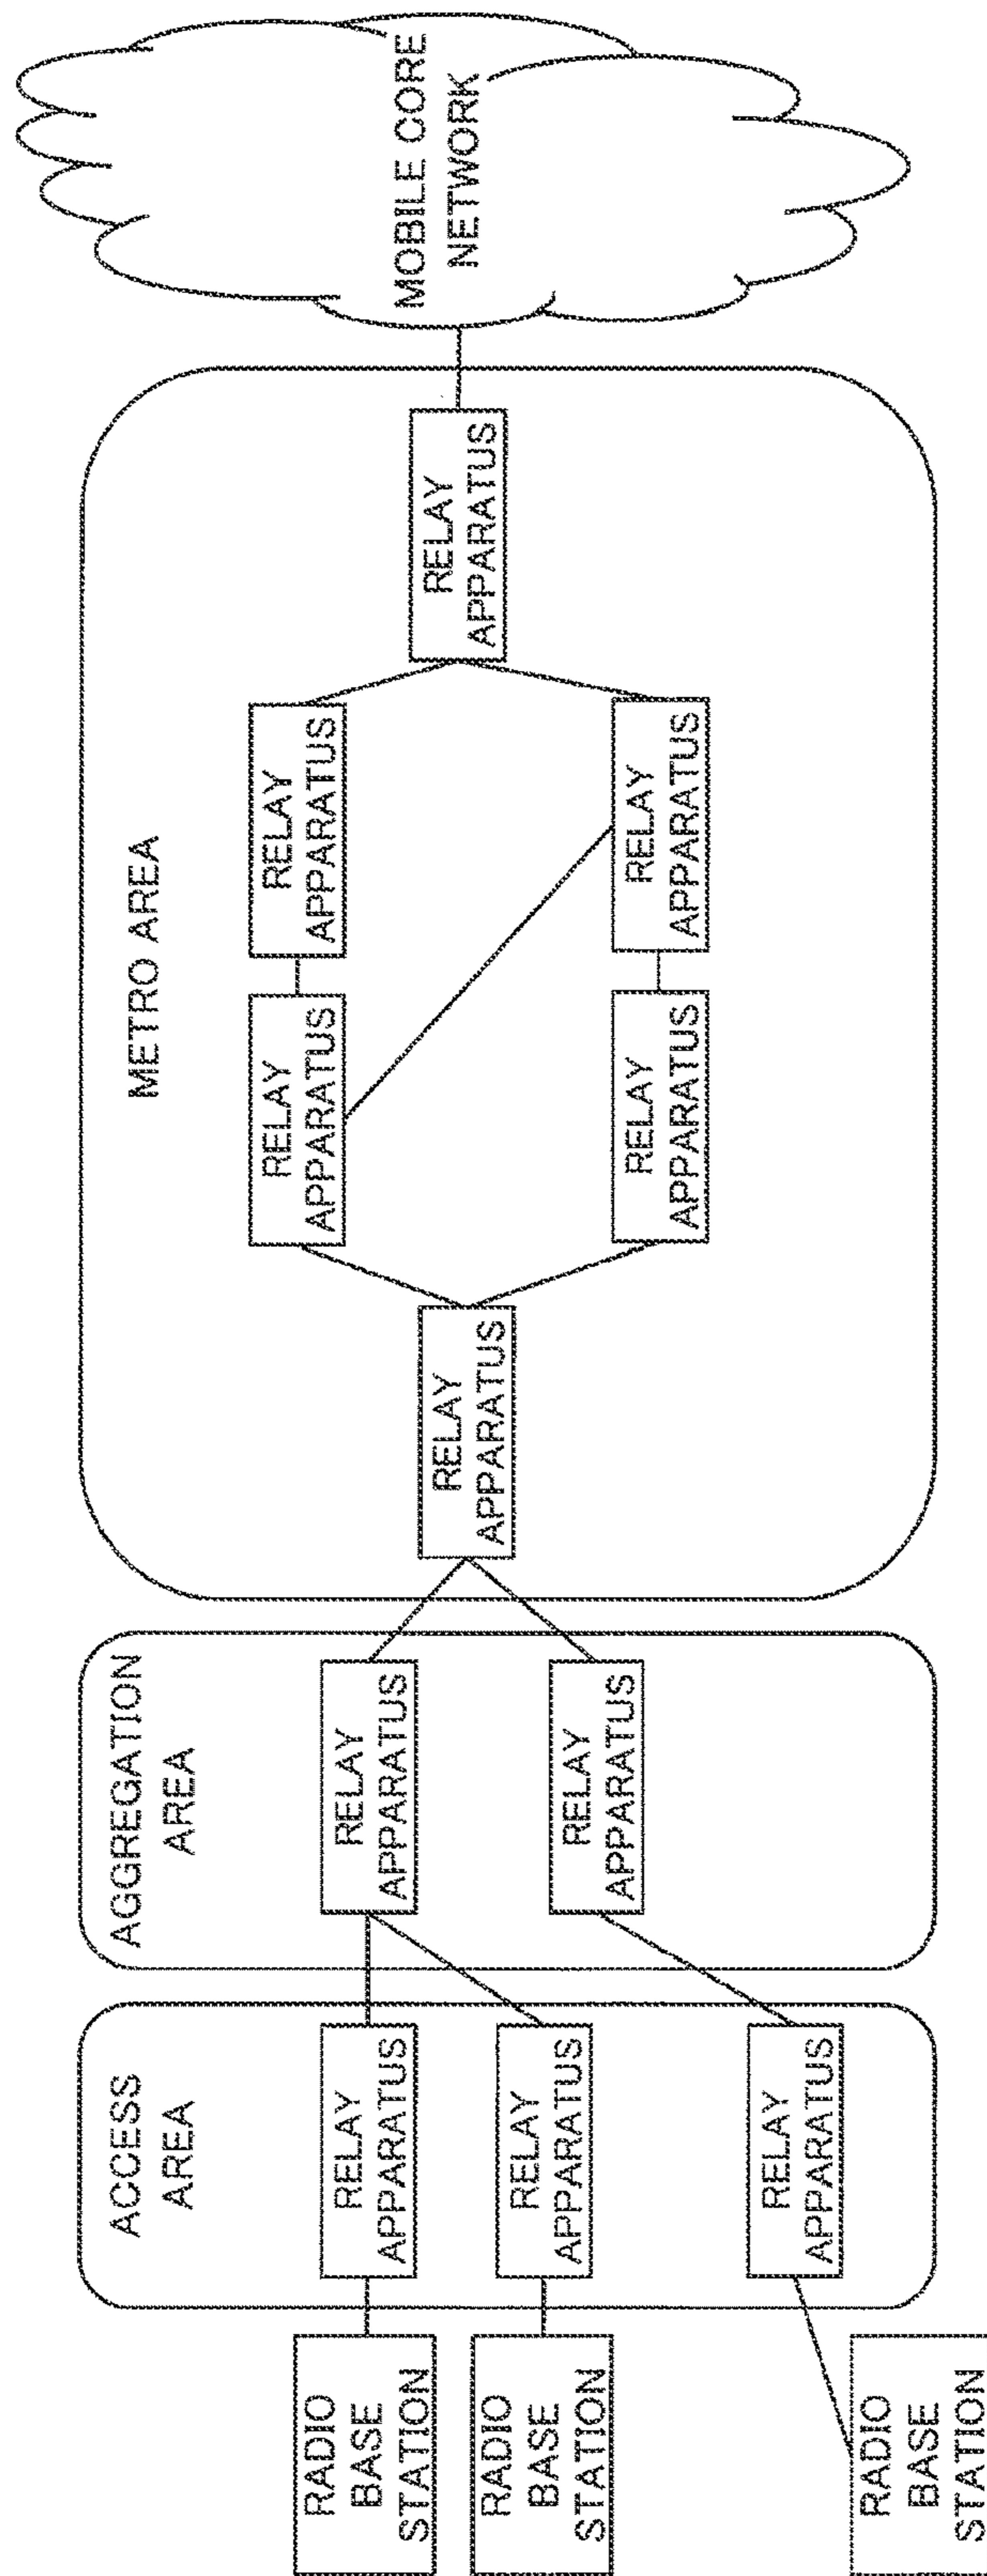 RADIO
BASE
STATION
RADIO
BASE
STATION
RADIO
BASE
STATION
ACCESS
AREA
RELAY
APPARATUS
RELAY
APPARATUS
RELAY
APPARATUS
AGGREGATION
AREA
RELAY
APPARATUS
RELAY
APPARATUS
METRO AREA
RELAY
APPARATUS
RELAY
APPARATUS
RELAY
APPARATUS
RELAY
APPARATUS
RELAY
APPARATUS
RELAY
APPARATUS
MOBILE CORE
NETWORK